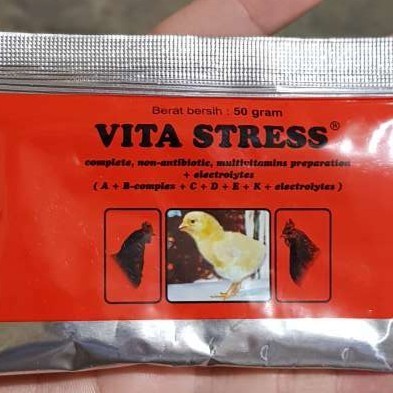 Berat bersih : 50 gram
VITA STRESS®
complete, non-antibiotic, multivitamins preparation
+ electrolytes
( A + B-complex + C + D + E + K + electrolytes )